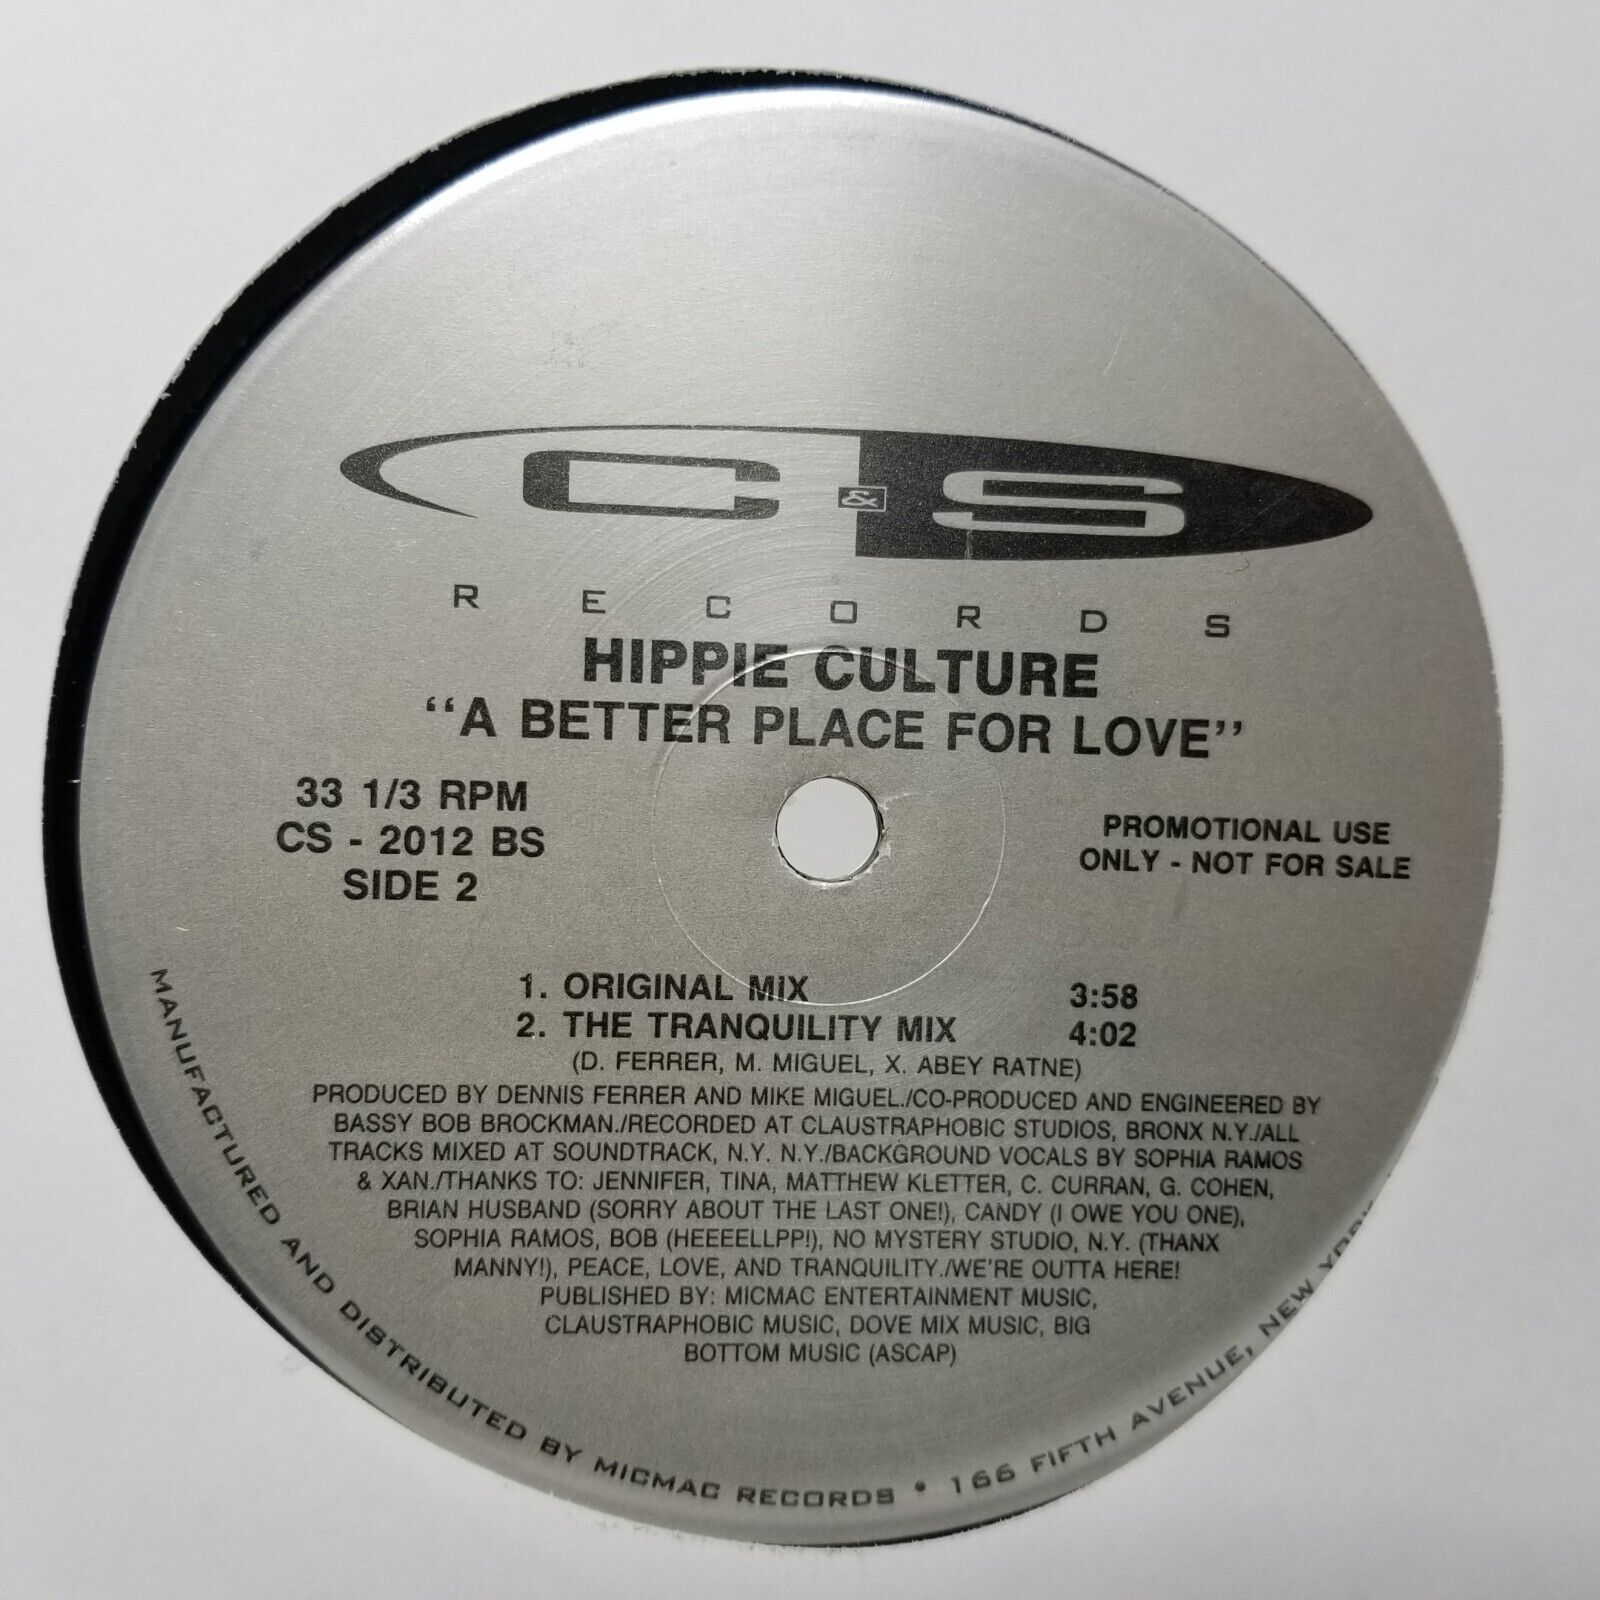 C & S
RECORDS
HIPPIE CULTURE
“A BETTER PLACE FOR LOVE”
33 1/3 RPM
CS - 2012 BS
SIDE 2
PROMOTIONAL USE
ONLY - NOT FOR SALE
1. ORIGINAL MIX 3:58
2. THE TRANQUILITY MIX 4:02
(D. FERRER, M. MIGUEL, X. ABEY RATNE)
PRODUCED BY DENNIS FERRER AND MIKE MIGUEL./CO-PRODUCED AND ENGINEERED BY
BASSY BOB BROCKMAN./RECORDED AT CLAUSTRAPHOBIC STUDIOS, BRONX N.Y./ALL
TRACKS MIXED AT SOUNDTRACK, N.Y. N.Y./BACKGROUND VOCALS BY SOPHIA RAMOS
& XAN./THANKS TO: JENNIFER, TINA, MATTHEW KLETTER, C. CURRAN, G. COHEN,
BRIAN HUSBAND (SORRY ABOUT THE LAST ONE!), CANDY (I OWE YOU ONE),
SOPHIA RAMOS, BOB (HEEEELLPP!), NO MYSTERY STUDIO, N.Y. (THANX
MANNY!), PEACE, LOVE, AND TRANQUILITY./WE'RE OUTTA HERE!
PUBLISHED BY: MICMAC ENTERTAINMENT MUSIC,
CLAUSTRAPHOBIC MUSIC, DOVE MIX MUSIC, BIG
BOTTOM MUSIC (ASCAP)
MANUFACTURED AND DISTRIBUTED BY MICMAC RECORDS • 166 FIFTH AVENUE, NEW YORK